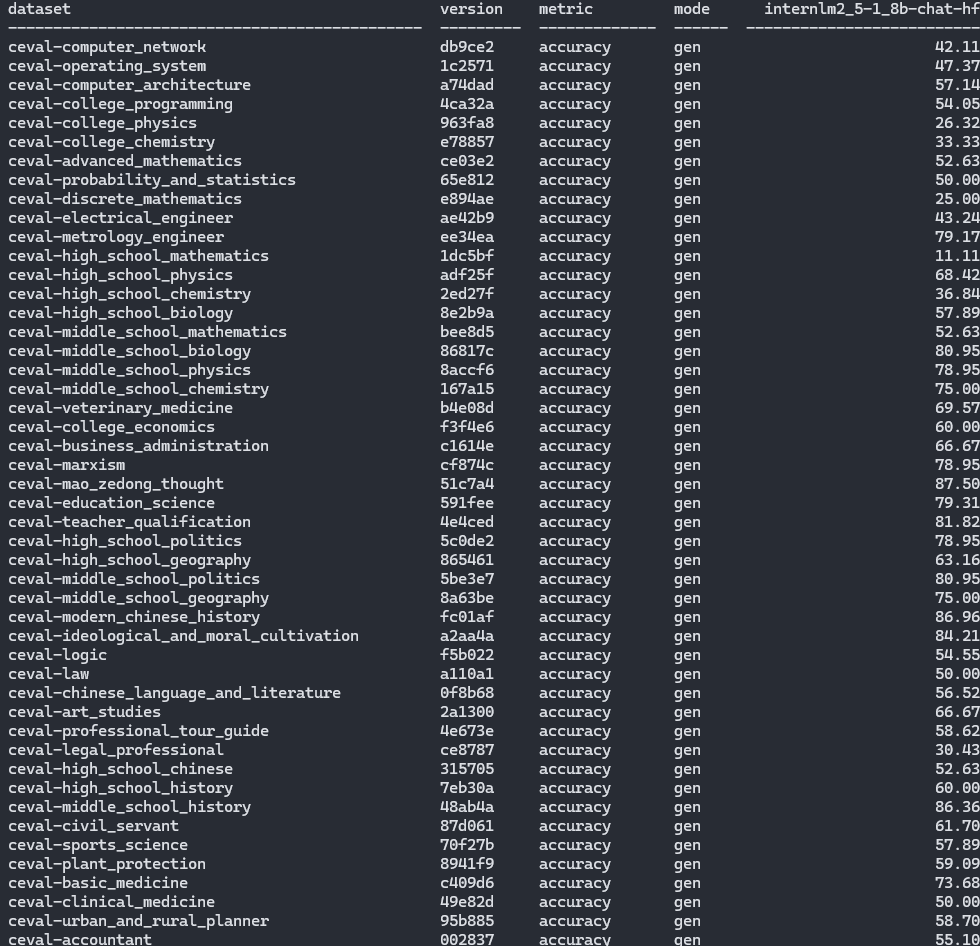 dataset version metric mode internlm2_5-1_8b-chat-hf
ceval-computer_network db9ce2 accuracy gen 42.11
ceval-operating_system 1c2571 accuracy gen 47.37
ceval-computer_architecture a74dad accuracy gen 57.14
ceval-college_programming 4ca32a accuracy gen 54.05
ceval-college_physics 963fa8 accuracy gen 26.32
ceval-college_chemistry e78857 accuracy gen 33.33
ceval-advanced_mathematics ce03e2 accuracy gen 52.63
ceval-probability_and_statistics 65e812 accuracy gen 50.00
ceval-discrete_mathematics e894ae accuracy gen 25.00
ceval-electrical_engineer ae42b9 accuracy gen 43.24
ceval-metrology_engineer ee34ea accuracy gen 79.17
ceval-high_school_mathematics 1dc5bf accuracy gen 11.11
ceval-high_school_physics adf25f accuracy gen 68.42
ceval-high_school_chemistry 2ed27f accuracy gen 36.84
ceval-high_school_biology 8e2b9a accuracy gen 57.89
ceval-middle_school_mathematics bee8d5 accuracy gen 52.63
ceval-middle_school_biology 86817c accuracy gen 80.95
ceval-middle_school_physics 8accf6 accuracy gen 78.95
ceval-middle_school_chemistry 167a15 accuracy gen 75.00
ceval-veterinary_medicine b4e08d accuracy gen 69.57
ceval-college_economics f3f4e6 accuracy gen 60.00
ceval-business_administration c1614e accuracy gen 66.67
ceval-marxism cf874c accuracy gen 78.95
ceval-mao_zedong_thought 51c7a4 accuracy gen 87.50
ceval-education_science 591fee accuracy gen 79.31
ceval-teacher_qualification 4e4ced accuracy gen 81.82
ceval-high_school_politics 5c0de2 accuracy gen 78.95
ceval-high_school_geography 865461 accuracy gen 63.16
ceval-middle_school_politics 5be3e7 accuracy gen 80.95
ceval-middle_school_geography 8a63be accuracy gen 75.00
ceval-modern_chinese_history fc01af accuracy gen 86.96
ceval-ideological_and_moral_cultivation a2aa4a accuracy gen 84.21
ceval-logic f5b022 accuracy gen 54.55
ceval-law a110a1 accuracy gen 50.00
ceval-chinese_language_and_literature 0f8b68 accuracy gen 56.52
ceval-art_studies 2a1300 accuracy gen 66.67
ceval-professional_tour_guide 4e673e accuracy gen 58.62
ceval-legal_professional ce8787 accuracy gen 30.43
ceval-high_school_chinese 315705 accuracy gen 52.63
ceval-high_school_history 7eb30a accuracy gen 60.00
ceval-middle_school_history 48ab4a accuracy gen 86.36
ceval-civil_servant 87d061 accuracy gen 61.70
ceval-sports_science 70f27b accuracy gen 57.89
ceval-plant_protection 8941f9 accuracy gen 59.09
ceval-basic_medicine c409d6 accuracy gen 73.68
ceval-clinical_medicine 49e82d accuracy gen 50.00
ceval-urban_and_rural_planner 95b885 accuracy gen 58.70
ceval-accountant 002837 accuracy gen 55.10